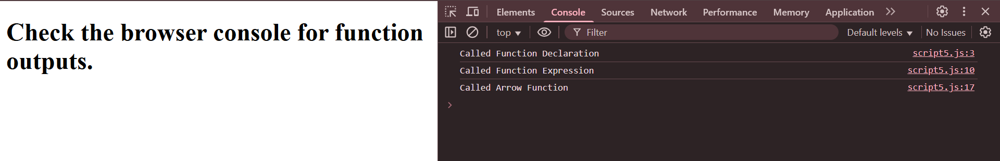 Check the browser console for function
outputs.
Elements Console Sources Network Performance Memory Application
top Filter Default levels No Issues
Called Function Declaration script5.js:3
Called Function Expression script5.js:10
Called Arrow Function script5.js:17